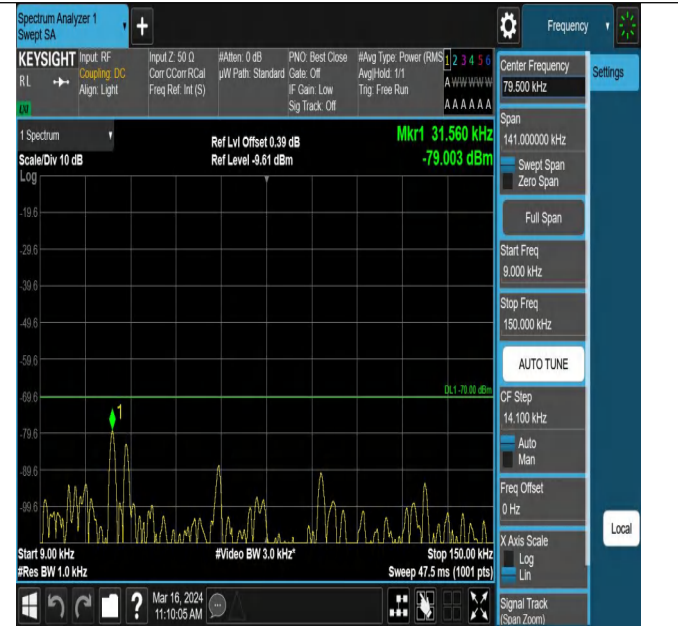 Spectrum Analyzer 1
Swept SA
+
Frequency
KEYSIGHT
RL
LXI
Input: RF
Coupling: DC
Align: Light
Input Z: 50 Ω
Corr CCorr RCal
Freq Ref: Int (S)
#Atten: 0 dB
µW Path: Standard
PNO: Best Close
Gate: Off
IF Gain: Low
Sig Track: Off
#Avg Type: Power (RMS
Avg|Hold: 1/1
Trig: Free Run
1 2 3 4 5 6
A W W W W W
A A A A A A
1 Spectrum
Scale/Div 10 dB
Log
Ref Lvl Offset 0.39 dB
Ref Level -9.61 dBm
Mkr1 31.560 kHz
-79.003 dBm
-19.6
-29.6
-39.6
-49.6
-59.6
-69.6
-79.6
-89.6
-99.6
DL1 -70.00 dBm
1
Start 9.00 kHz
#Res BW 1.0 kHz
#Video BW 3.0 kHz*
Stop 150.00 kHz
Sweep 47.5 ms (1001 pts)
?
Mar 16, 2024
11:10:05 AM
Center Frequency
79.500 kHz
Span
141.000000 kHz
Swept Span
Zero Span
Full Span
Start Freq
9.000 kHz
Stop Freq
150.000 kHz
AUTO TUNE
CF Step
14.100 kHz
Auto
Man
Freq Offset
0 Hz
X Axis Scale
Log
Lin
Signal Track
(Span Zoom)
Settings
Local